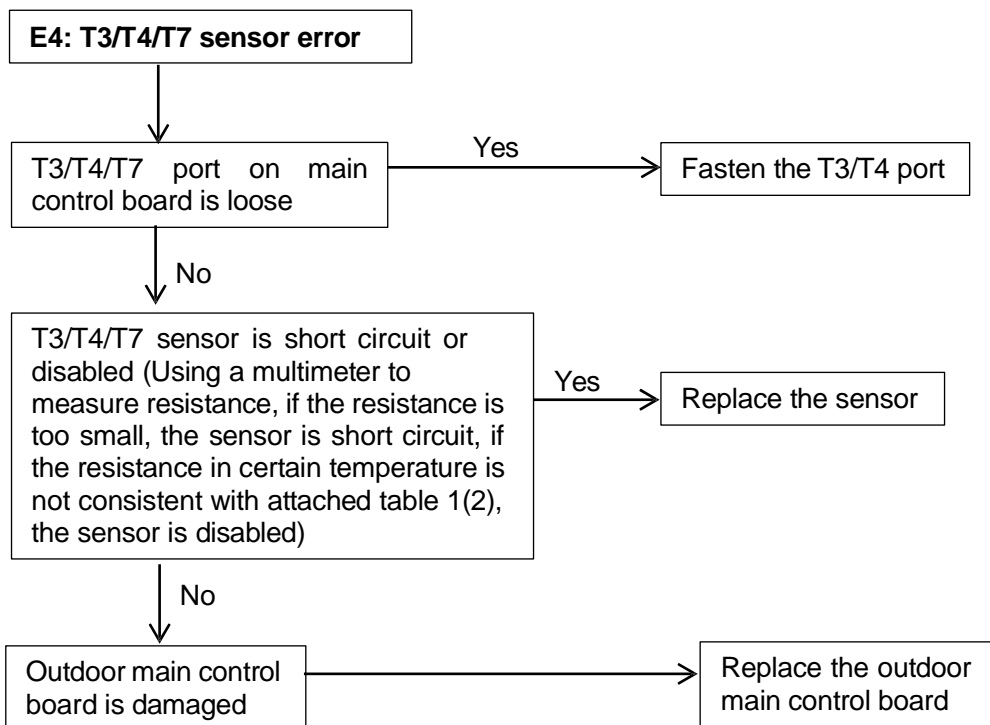 E4: T3/T4/T7 sensor error
T3/T4/T7 port on main
control board is loose
Yes
Fasten the T3/T4 port
No
T3/T4/T7 sensor is short circuit or
disabled (Using a multimeter to
measure resistance, if the resistance is
too small, the sensor is short circuit, if
the resistance in certain temperature is
not consistent with attached table 1(2),
the sensor is disabled)
Yes
Replace the sensor
No
Outdoor main control
board is damaged
Replace the outdoor
main control board